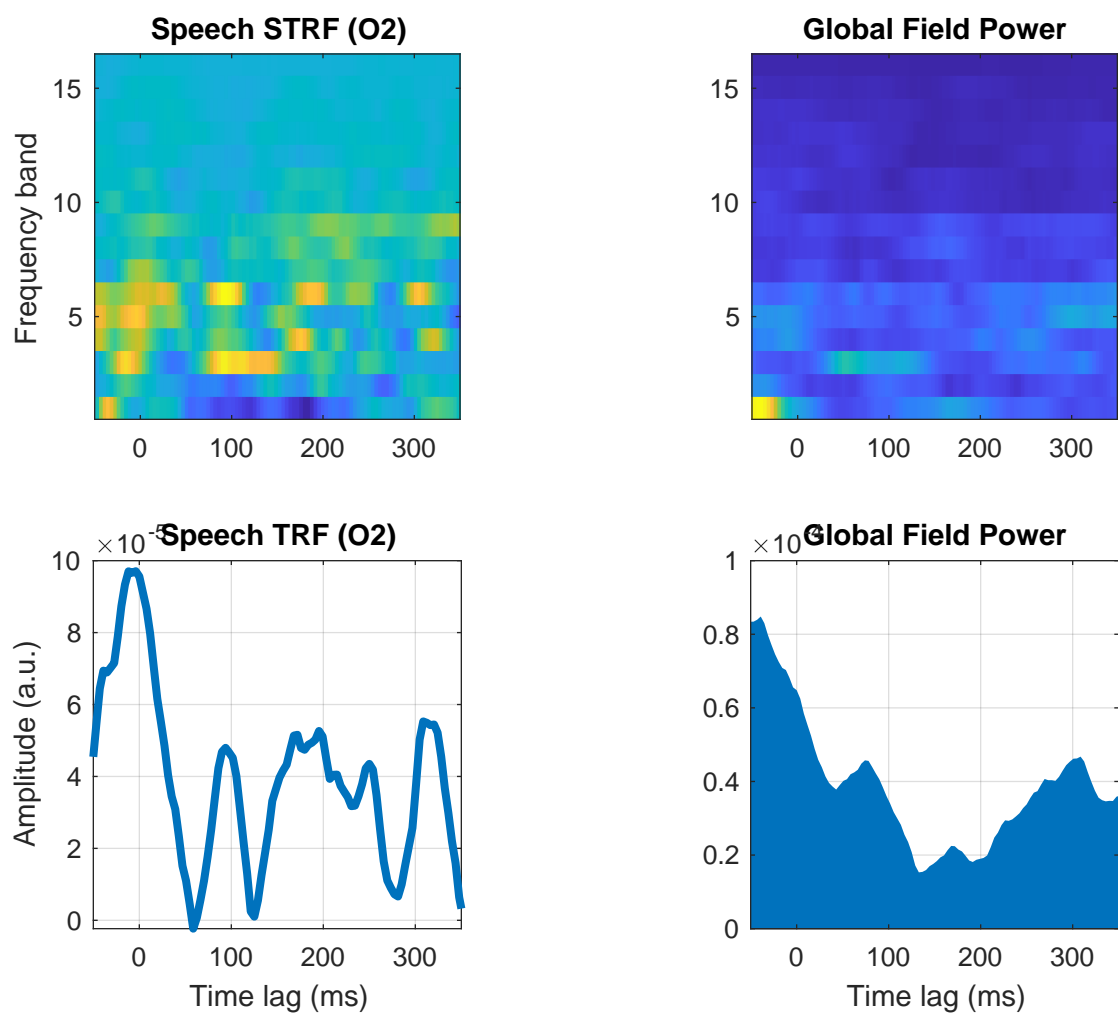 Speech STRF (O2)
Frequency band
15
10
5
0 100 200 300
Global Field Power
15
10
5
0 100 200 300
Speech TRF (O2)
×10-5
Amplitude (a.u.)
10
8
6
4
2
0
0 100 200 300
Time lag (ms)
Global Field Power
×10-4
1
0.8
0.6
0.4
0.2
0
0 100 200 300
Time lag (ms)